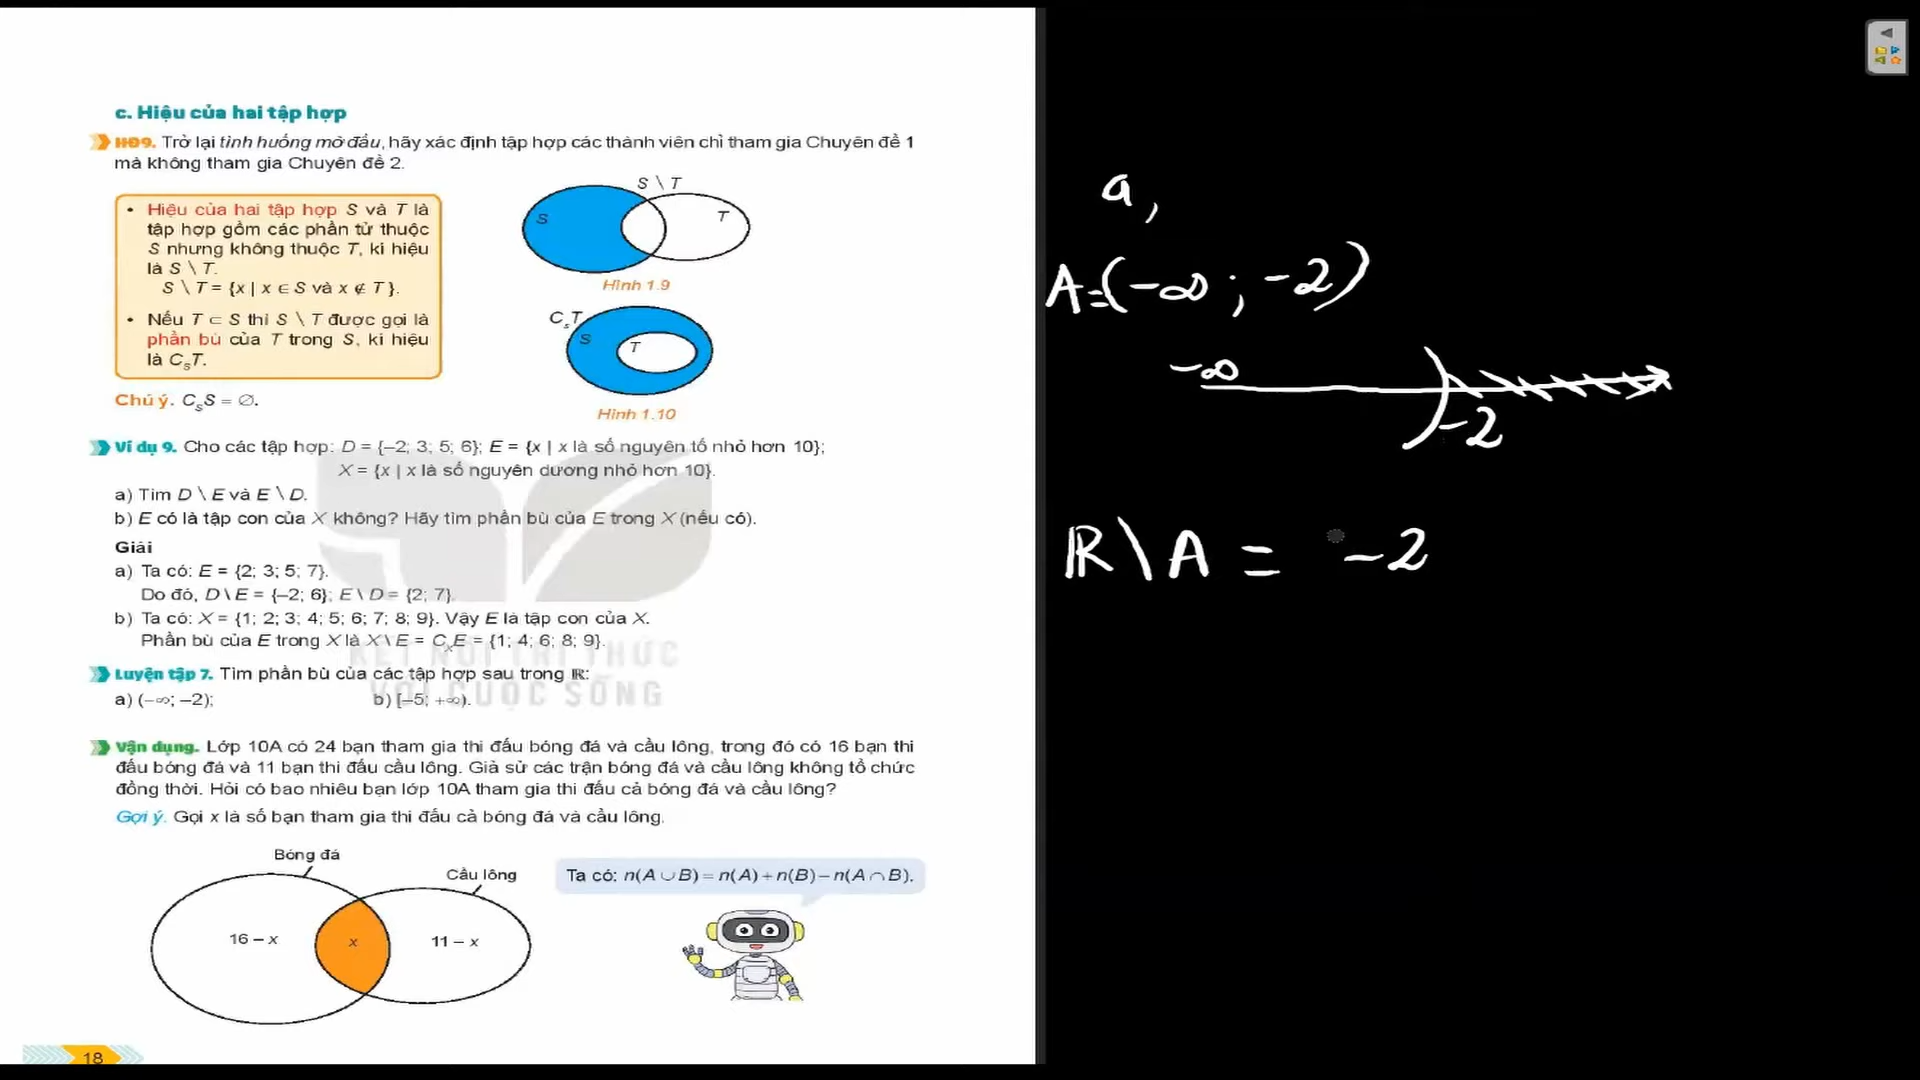 c. Hiệu của hai tập hợp
HĐ9. Trở lại tình huống mở đầu, hãy xác định tập hợp các thành viên chỉ tham gia Chuyên đề 1
mà không tham gia Chuyên đề 2.
• Hiệu của hai tập hợp S và T là
tập hợp gồm các phần tử thuộc
S nhưng không thuộc T, kí hiệu
là S \ T.
S \ T = {x | x ∈ S và x ∉ T }.
• Nếu T ⊂ S thì S \ T được gọi là
phần bù của T trong S, kí hiệu
là CₛT.
S \ T
S
T
Hình 1.9
CₛT
S
T
Hình 1.10
Chú ý. CₛS = ∅.
Ví dụ 9. Cho các tập hợp: D = {–2; 3; 5; 6}; E = {x | x là số nguyên tố nhỏ hơn 10};
X = {x | x là số nguyên dương nhỏ hơn 10}.
a) Tìm D \ E và E \ D.
b) E có là tập con của X không? Hãy tìm phần bù của E trong X (nếu có).
Giải
a) Ta có: E = {2; 3; 5; 7}.
Do đó, D \ E = {–2; 6}; E \ D = {2; 7}.
b) Ta có: X = {1; 2; 3; 4; 5; 6; 7; 8; 9}. Vậy E là tập con của X.
Phần bù của E trong X là X \ E = CₓE = {1; 4; 6; 8; 9}.
KẾT NỐI TRI THỨC
VỚI CUỘC SỐNG
Luyện tập 7. Tìm phần bù của các tập hợp sau trong ℝ:
a) (–∞; –2); b) [–5; +∞).
Vận dụng. Lớp 10A có 24 bạn tham gia thi đấu bóng đá và cầu lông, trong đó có 16 bạn thi
đấu bóng đá và 11 bạn thi đấu cầu lông. Giả sử các trận bóng đá và cầu lông không tổ chức
đồng thời. Hỏi có bao nhiêu bạn lớp 10A tham gia thi đấu cả bóng đá và cầu lông?
Gợi ý. Gọi x là số bạn tham gia thi đấu cả bóng đá và cầu lông.
Bóng đá
Cầu lông
16 – x
x
11 – x
Ta có: n(A ∪ B) = n(A) + n(B) – n(A ∩ B).
18
a,
A=(-∞ ; -2)
-∞
-2
ℝ \ A = -2